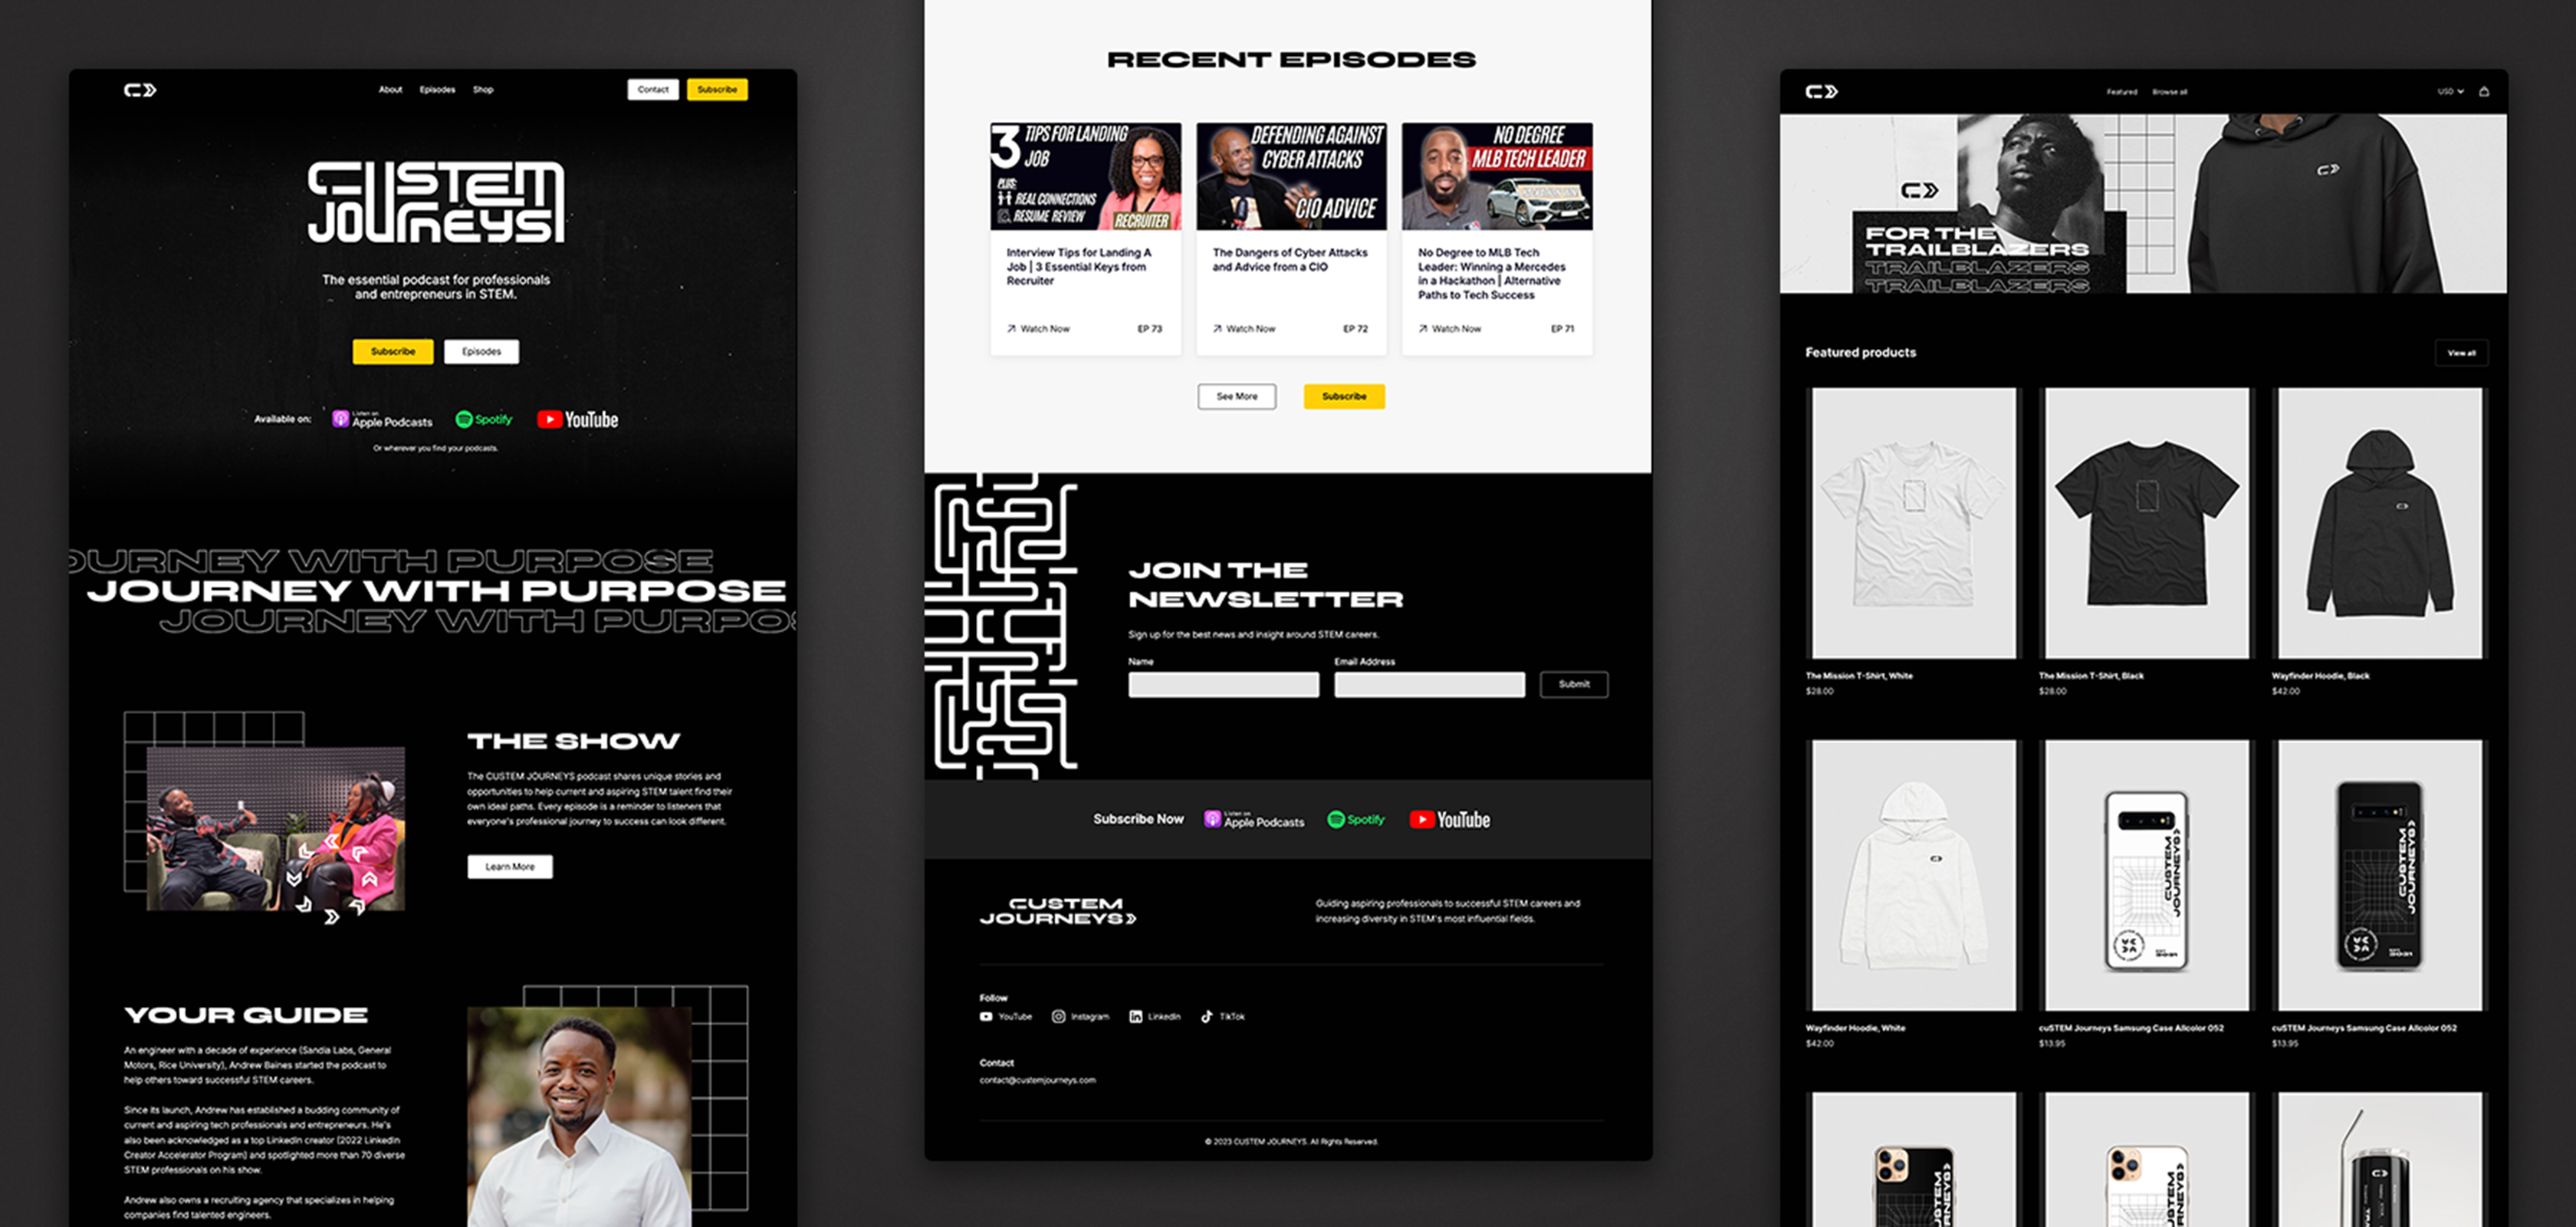 About Episodes Shop
Contact
Subscribe
CUSTEM
JOURNEYS
The essential podcast for professionals
and entrepreneurs in STEM.
Subscribe
Episodes
Available on:
Listen on
Apple Podcasts
Spotify
YouTube
Or wherever you find your podcasts.
OURNEY WITH PURPOSE
JOURNEY WITH PURPOSE
JOURNEY WITH PURPOS
THE SHOW
The CUSTEM JOURNEYS podcast shares unique stories and
opportunities to help current and aspiring STEM talent find their
own ideal paths. Every episode is a reminder to listeners that
everyone's professional journey to success can look different.
Learn More
YOUR GUIDE
An engineer with a decade of experience (Sandia Labs, General
Motors, Rice University), Andrew Baines started the podcast to
help others toward successful STEM careers.
Since its launch, Andrew has established a budding community of
current and aspiring tech professionals and entrepreneurs. He's
also been acknowledged as a top LinkedIn creator (2022 LinkedIn
Creator Accelerator Program) and spotlighted more than 70 diverse
STEM professionals on his show.
Andrew also owns a recruiting agency that specializes in helping
companies find talented engineers.
RECENT EPISODES
3 TIPS FOR LANDING
JOB
PLUS:
REAL CONNECTIONS
RESUME REVIEW
RECRUITER
Interview Tips for Landing A
Job | 3 Essential Keys from
Recruiter
Watch Now
EP 73
DEFENDING AGAINST
CYBER ATTACKS
CIO ADVICE
The Dangers of Cyber Attacks
and Advice from a CIO
Watch Now
EP 72
NO DEGREE
MLB TECH LEADER
No Degree to MLB Tech
Leader: Winning a Mercedes
in a Hackathon | Alternative
Paths to Tech Success
Watch Now
EP 71
See More
Subscribe
JOIN THE
NEWSLETTER
Sign up for the best news and insight around STEM careers.
Name
Email Address
Submit
Subscribe Now
Listen on
Apple Podcasts
Spotify
YouTube
CUSTEM
JOURNEYS
Guiding aspiring professionals to successful STEM careers and
increasing diversity in STEM's most influential fields.
Follow
YouTube
Instagram
LinkedIn
TikTok
Contact
contact@custemjourneys.com
© 2023 CUSTEM JOURNEYS. All Rights Reserved.
Featured Browse all
USD
FOR THE
TRAILBLAZERS
TRAILBLAZERS
TRAILBLAZERS
Featured products
View all
The Mission T-Shirt, White
$28.00
The Mission T-Shirt, Black
$28.00
Wayfinder Hoodie, Black
$42.00
CUSTEM
JOURNEYS
CUSTEM
JOURNEYS
Wayfinder Hoodie, White
$42.00
cuSTEM Journeys Samsung Case Allcolor 052
$13.95
cuSTEM Journeys Samsung Case Allcolor 052
$13.95